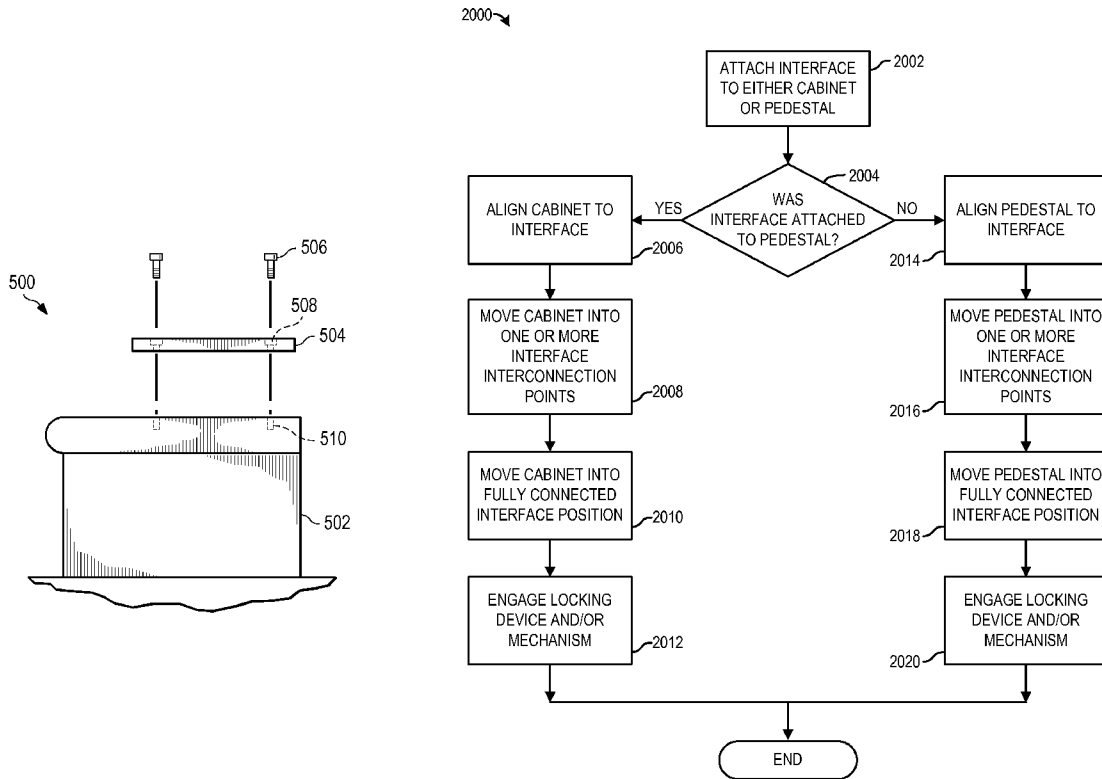 500
506
508
504
510
502
2000
ATTACH INTERFACE
TO EITHER CABINET
OR PEDESTAL
2002
WAS
INTERFACE ATTACHED
TO PEDESTAL?
2004
YES
NO
ALIGN CABINET TO
INTERFACE
2006
MOVE CABINET INTO
ONE OR MORE
INTERFACE
INTERCONNECTION
POINTS
2008
MOVE CABINET INTO
FULLY CONNECTED
INTERFACE POSITION
2010
ENGAGE LOCKING
DEVICE AND/OR
MECHANISM
2012
ALIGN PEDESTAL TO
INTERFACE
2014
MOVE PEDESTAL INTO
ONE OR MORE
INTERFACE
INTERCONNECTION
POINTS
2016
MOVE PEDESTAL INTO
FULLY CONNECTED
INTERFACE POSITION
2018
ENGAGE LOCKING
DEVICE AND/OR
MECHANISM
2020
END